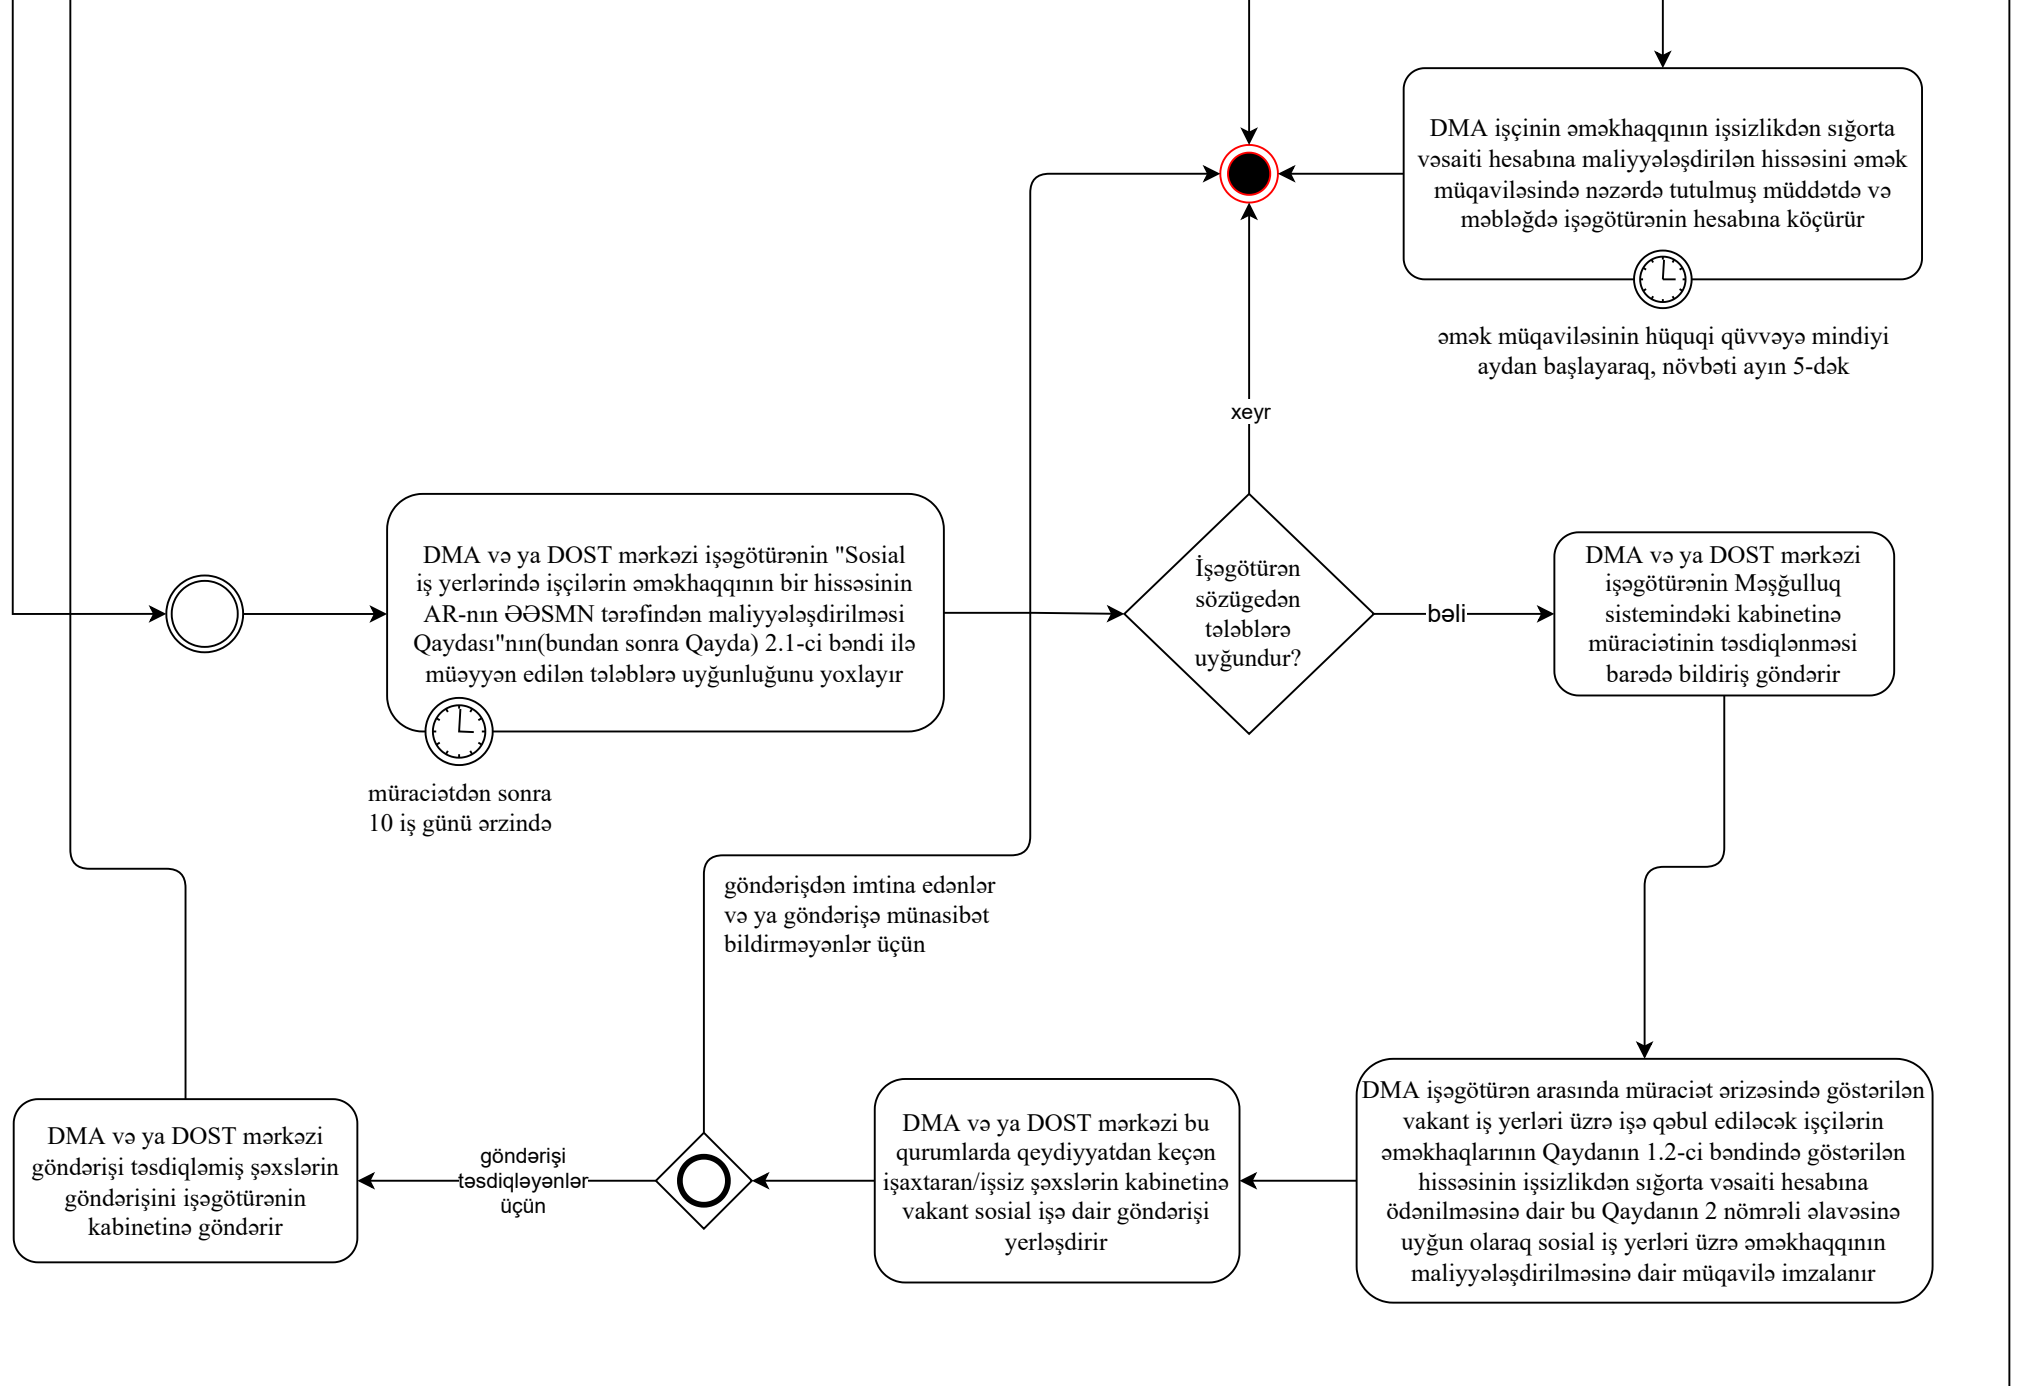 DMA işçinin əməkhaqqının işsizlikdən sığorta
vəsaiti hesabına maliyyələşdirilən hissəsini əmək
müqaviləsində nəzərdə tutulmuş müddətdə və
məbləğdə işəgötürənin hesabına köçürür
əmək müqaviləsinin hüquqi qüvvəyə mindiyi
aydan başlayaraq, növbəti ayın 5-dək
xeyr
DMA və ya DOST mərkəzi işəgötürənin "Sosial
iş yerlərində işçilərin əməkhaqqının bir hissəsinin
AR-nın ƏƏSMN tərəfindən maliyyələşdirilməsi
Qaydası"nın(bundan sonra Qayda) 2.1-ci bəndi ilə
müəyyən edilən tələblərə uyğunluğunu yoxlayır
müraciətdən sonra
10 iş günü ərzində
İşəgötürən
sözügedən
tələblərə
uyğundur?
bəli
DMA və ya DOST mərkəzi
işəgötürənin Məşğulluq
sistemindəki kabinetinə
müraciətinin təsdiqlənməsi
barədə bildiriş göndərir
göndərişdən imtina edənlər
və ya göndərişə münasibət
bildirməyənlər üçün
DMA və ya DOST mərkəzi
göndərişi təsdiqləmiş şəxslərin
göndərişini işəgötürənin
kabinetinə göndərir
göndərişi
təsdiqləyənlər
üçün
DMA və ya DOST mərkəzi bu
qurumlarda qeydiyyatdan keçən
işaxtaran/işsiz şəxslərin kabinetinə
vakant sosial işə dair göndərişi
yerləşdirir
DMA işəgötürən arasında müraciət ərizəsində göstərilən
vakant iş yerləri üzrə işə qəbul ediləcək işçilərin
əməkhaqlarının Qaydanın 1.2-ci bəndində göstərilən
hissəsinin işsizlikdən sığorta vəsaiti hesabına
ödənilməsinə dair bu Qaydanın 2 nömrəli əlavəsinə
uyğun olaraq sosial iş yerləri üzrə əməkhaqqının
maliyyələşdirilməsinə dair müqavilə imzalanır